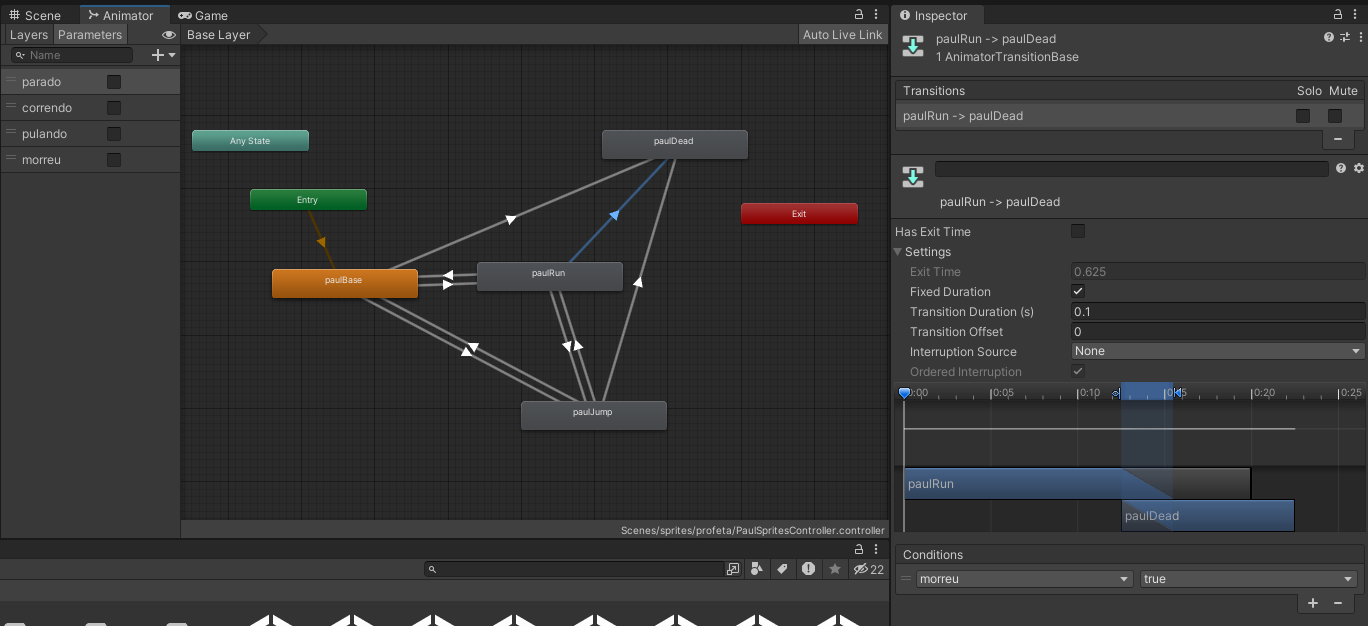 Scene Animator Game
Layers Parameters Base Layer Auto Live Link
Name
parado
correndo
pulando
morreu
Any State
paulDead
Entry
Exit
paulBase
paulRun
paulJump
Scenes/sprites/profeta/PaulSpritesController.controller
22
Inspector
paulRun -> paulDead
1 AnimatorTransitionBase
Transitions Solo Mute
paulRun -> paulDead
paulRun -> paulDead
Has Exit Time
Settings
Exit Time 0.625
Fixed Duration
Transition Duration (s) 0.1
Transition Offset 0
Interruption Source None
Ordered Interruption
0:00 0:05 0:10 0:15 0:20 0:25
paulRun
paulDead
Conditions
morreu true